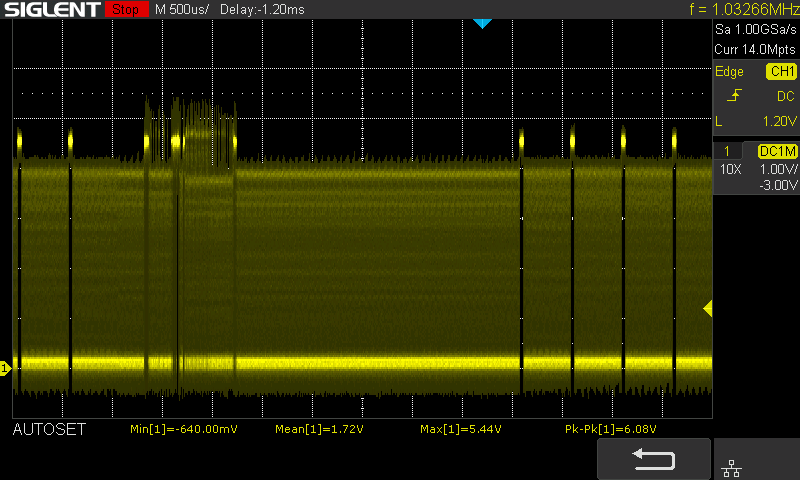 SIGLENT Stop M 500us/ Delay:-1.20ms f = 1.03266MHz
Sa 1.00GSa/s
Curr 14.0Mpts
Edge CH1
DC
L 1.20V
1 DC1M
10X 1.00V/
-3.00V
1
AUTOSET Min[1]=-640.00mV Mean[1]=1.72V Max[1]=5.44V Pk-Pk[1]=6.08V